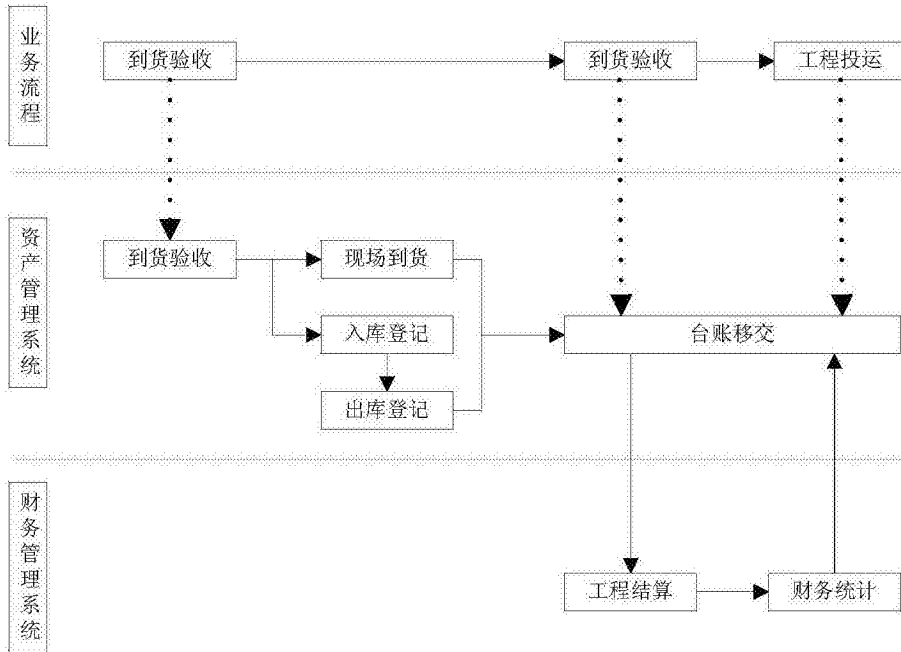 业务流程
到货验收
到货验收
工程投运
资产管理系统
到货验收
现场到货
入库登记
台账移交
出库登记
财务管理系统
工程结算
财务统计